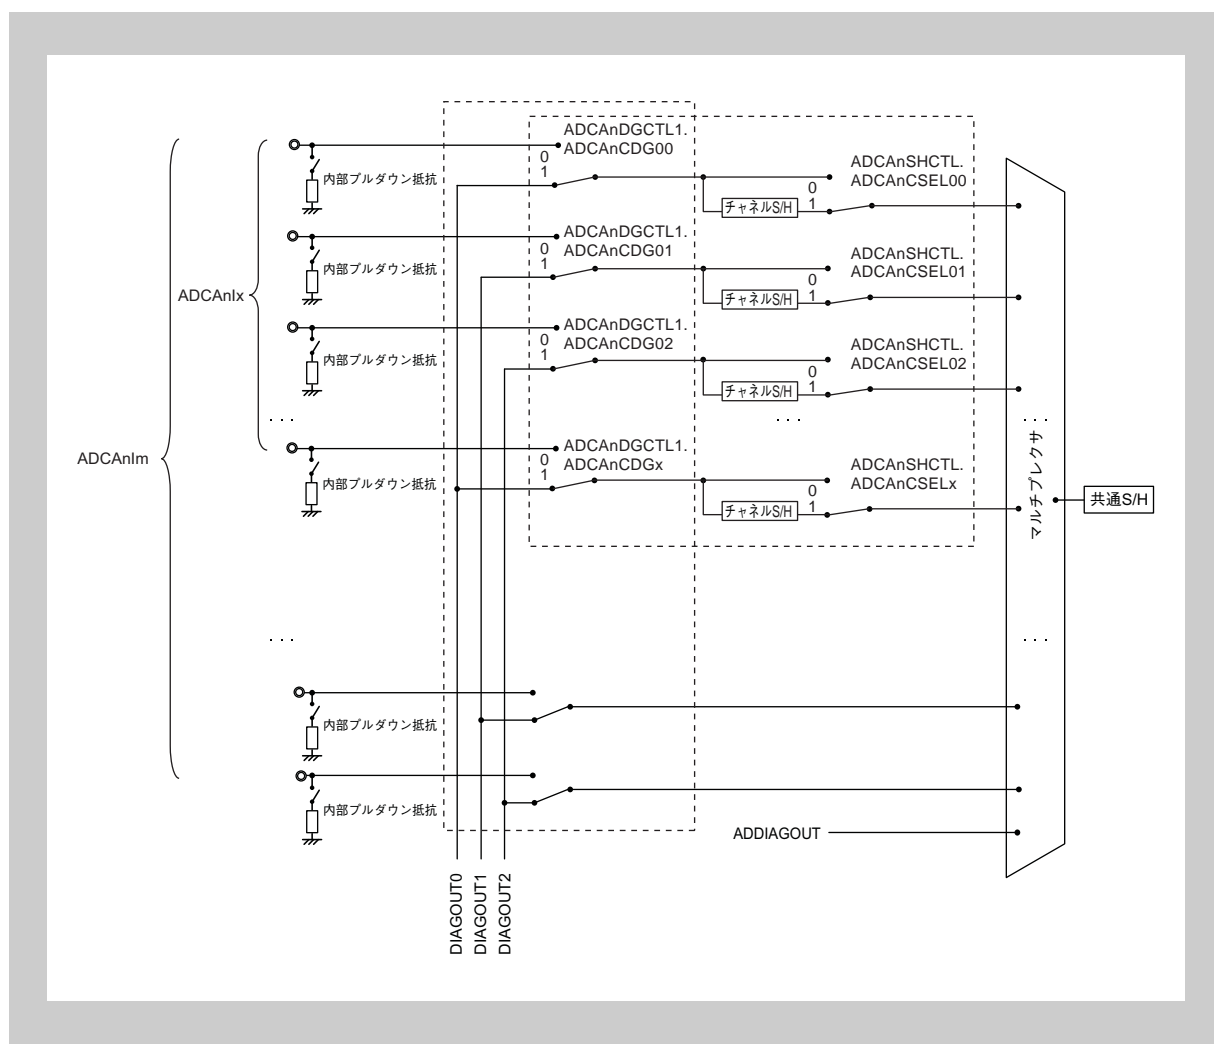 ADCAnDGCTL1.
ADCAnCDG00
0
1
内部プルダウン抵抗
ADCAnSHCTL.
ADCAnCSEL00
0
1
チャネルS/H
ADCAnDGCTL1.
ADCAnCDG01
0
1
内部プルダウン抵抗
ADCAnSHCTL.
ADCAnCSEL01
0
1
チャネルS/H
ADCAnIx
ADCAnDGCTL1.
ADCAnCDG02
0
1
内部プルダウン抵抗
ADCAnSHCTL.
ADCAnCSEL02
0
1
チャネルS/H
. . .
. . .
. . .
ADCAnIm
ADCAnDGCTL1.
ADCAnCDGx
0
1
内部プルダウン抵抗
ADCAnSHCTL.
ADCAnCSELx
0
1
チャネルS/H
マルチプレクサ
共通S/H
. . .
. . .
内部プルダウン抵抗
内部プルダウン抵抗
ADDIAGOUT
DIAGOUT0
DIAGOUT1
DIAGOUT2